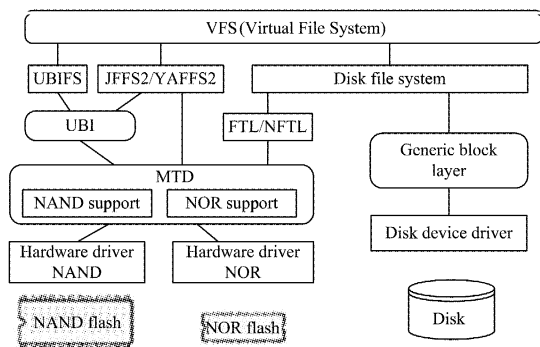 VFS (Virtual File System)
UBIFS
JFFS2/YAFFS2
Disk file system
UBI
FTL/NFTL
Generic block
layer
MTD
NAND support
NOR support
Hardware driver
NAND
Hardware driver
NOR
Disk device driver
NAND flash
NOR flash
Disk